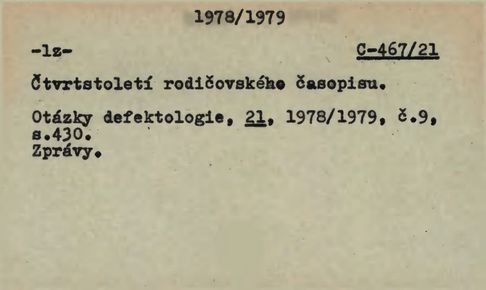 1978/1979
-lz-
C-467/21
Čtvrtstoletí rodičovského časopisu.
Otázky defektologie, 21, 1978/1979, č.9,
s.430.
Zprávy.